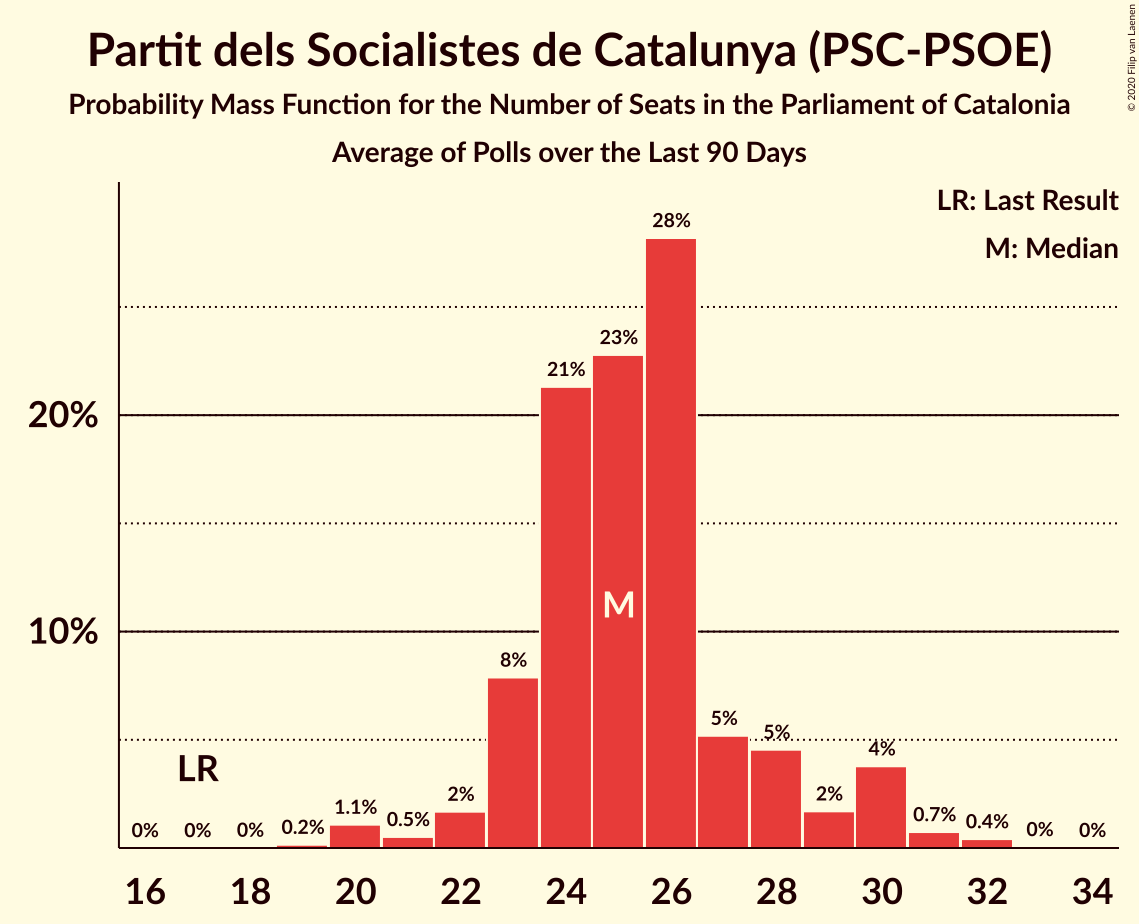 Partit dels Socialistes de Catalunya (PSC-PSOE)
Probability Mass Function for the Number of Seats in the Parliament of Catalonia
Average of Polls over the Last 90 Days
© 2020 Filip van Laenen
LR: Last Result
M: Median
20%
10%
0%
0%
0%
0.2%
1.1%
0.5%
2%
8%
21%
23%
28%
5%
5%
2%
4%
0.7%
0.4%
0%
0%
LR
M
16 18 20 22 24 26 28 30 32 34